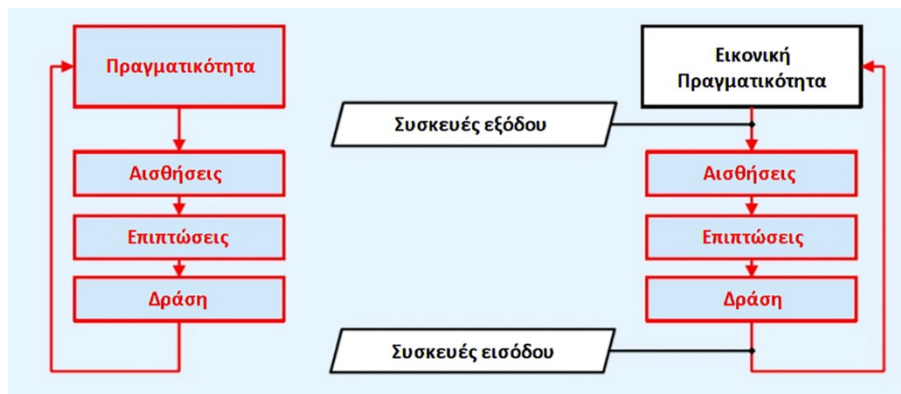 Πραγματικότητα
Αισθήσεις
Επιπτώσεις
Δράση
Συσκευές εξόδου
Συσκευές εισόδου
Εικονική
Πραγματικότητα
Αισθήσεις
Επιπτώσεις
Δράση